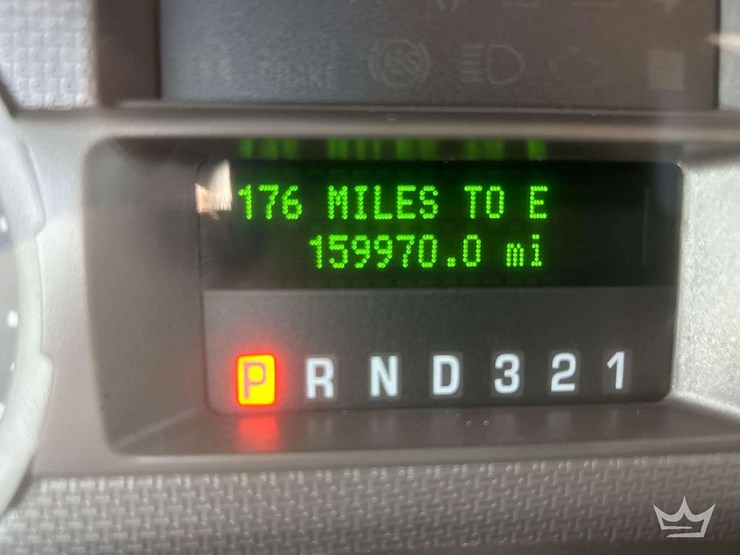 BRAKE
176 MILES TO E
159970.0 mi
P R N D 3 2 1